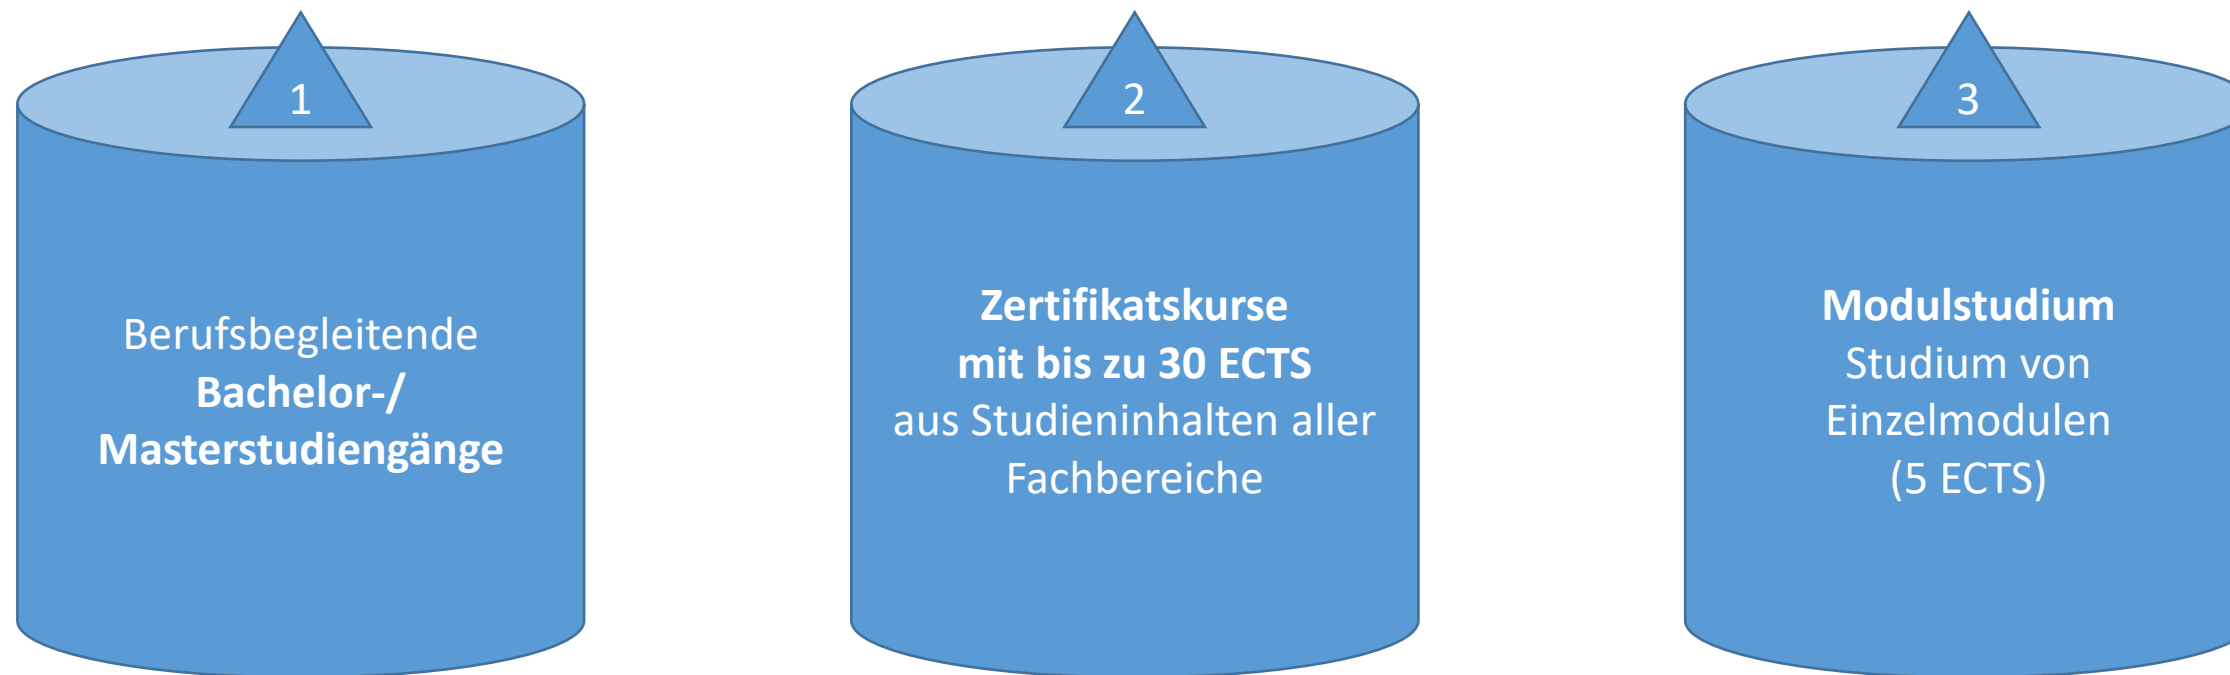 1
Berufsbegleitende
Bachelor-/
Masterstudiengänge
2
Zertifikatskurse
mit bis zu 30 ECTS
aus Studieninhalten aller
Fachbereiche
3
Modulstudium
Studium von
Einzelmodulen
(5 ECTS)